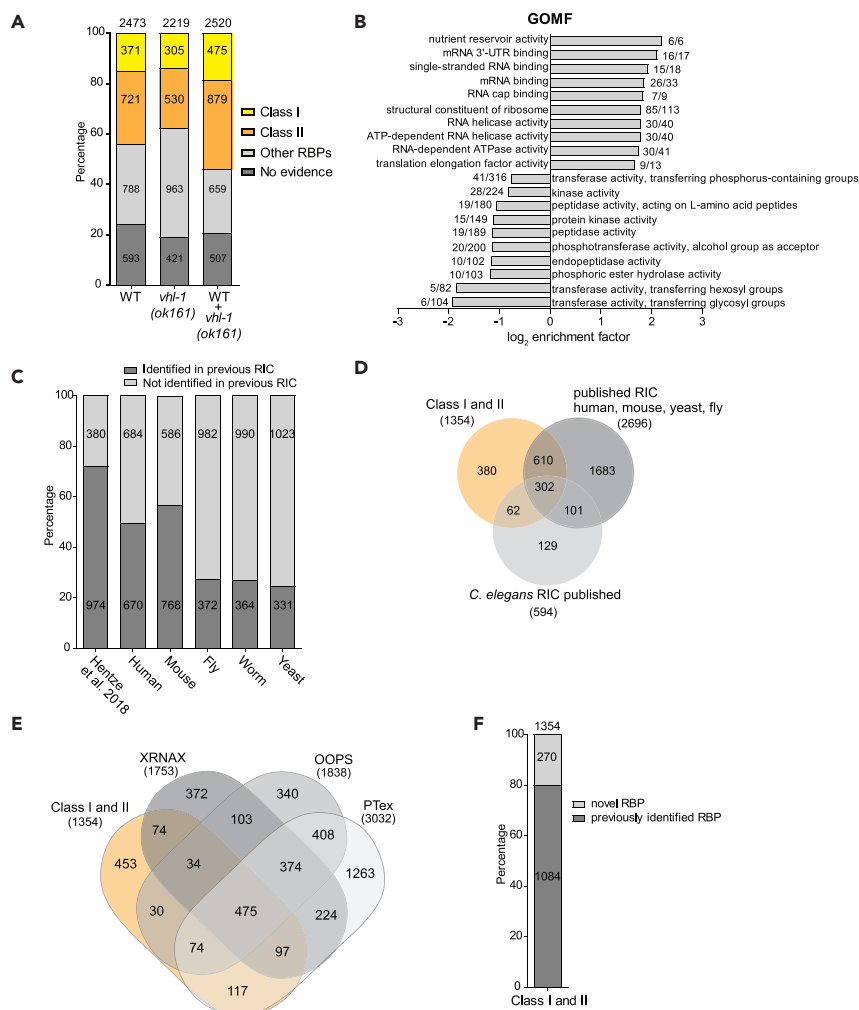 A
2473 2219 2520
100
80
60
40
20
0
Percentage
371 305 475
721 530 879
788 963 659
593 421 507
Class I
Class II
Other RBPs
No evidence
WT
vhl-1
(ok161)
WT
+
vhl-1
(ok161)
B
GOMF
nutrient reservoir activity 6/6
mRNA 3'-UTR binding 16/17
single-stranded RNA binding 15/18
mRNA binding 26/33
RNA cap binding 7/9
structural constituent of ribosome 85/113
RNA helicase activity 30/40
ATP-dependent RNA helicase activity 30/40
RNA-dependent ATPase activity 30/41
translation elongation factor activity 9/13
41/316 transferase activity, transferring phosphorus-containing groups
28/224 kinase activity
19/180 peptidase activity, acting on L-amino acid peptides
15/149 protein kinase activity
19/189 peptidase activity
20/200 phosphotransferase activity, alcohol group as acceptor
10/102 endopeptidase activity
10/103 phosphoric ester hydrolase activity
5/82 transferase activity, transferring hexosyl groups
6/104 transferase activity, transferring glycosyl groups
-3 -2 -1 0 1 2 3
log2 enrichment factor
C
Identified in previous RIC
Not identified in previous RIC
100
80
60
40
20
0
Percentage
380 684 586 982 990 1023
974 670 768 372 364 331
Hentze
et al. 2018
Human
Mouse
Fly
Worm
Yeast
D
Class I and II
(1354)
published RIC
human, mouse, yeast, fly
(2696)
380 610 1683
302
62 101
129
C. elegans RIC published
(594)
E
XRNAX
(1753)
OOPS
(1838)
Class I and II
(1354)
PTex
(3032)
372 340
74 103 408
453 34 374 1263
30 475 224
74 97
117
F
1354
100
80
60
40
20
0
Percentage
270
1084
novel RBP
previously identified RBP
Class I and II